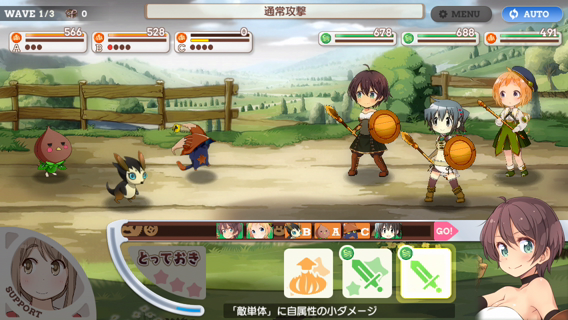 WAVE 1/3
0
通常攻撃
MENU
AUTO
566
A
528
B
0
C
678
688
491
B
A
C
GO!
とっておき
SUPPORT
「敵単体」に自属性の小ダメージ